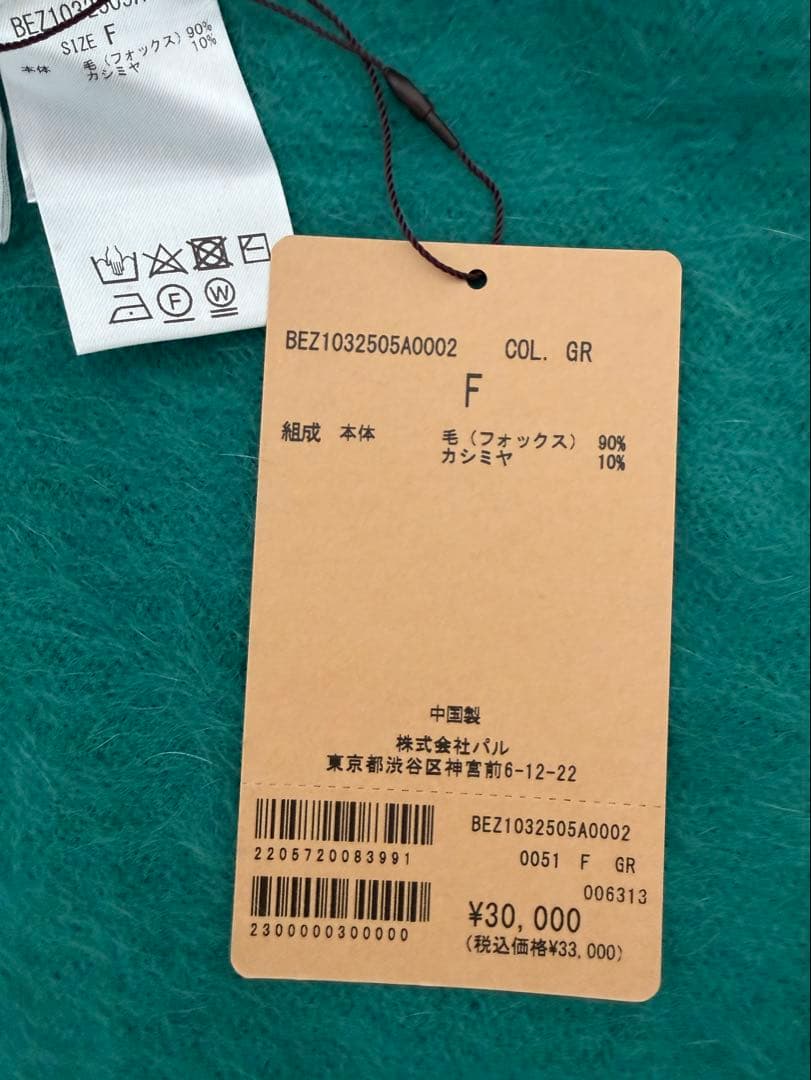 SIZE F
本体 毛（フォックス）90%
カシミヤ 10%
F W
BEZ1032505A0002 COL. GR
F
組成 本体 毛（フォックス） 90%
カシミヤ 10%
中国製
株式会社パル
東京都渋谷区神宮前6-12-22
2205720083991
BEZ1032505A0002
0051 F GR
006313
2300000300000
¥30,000
(税込価格¥33,000)